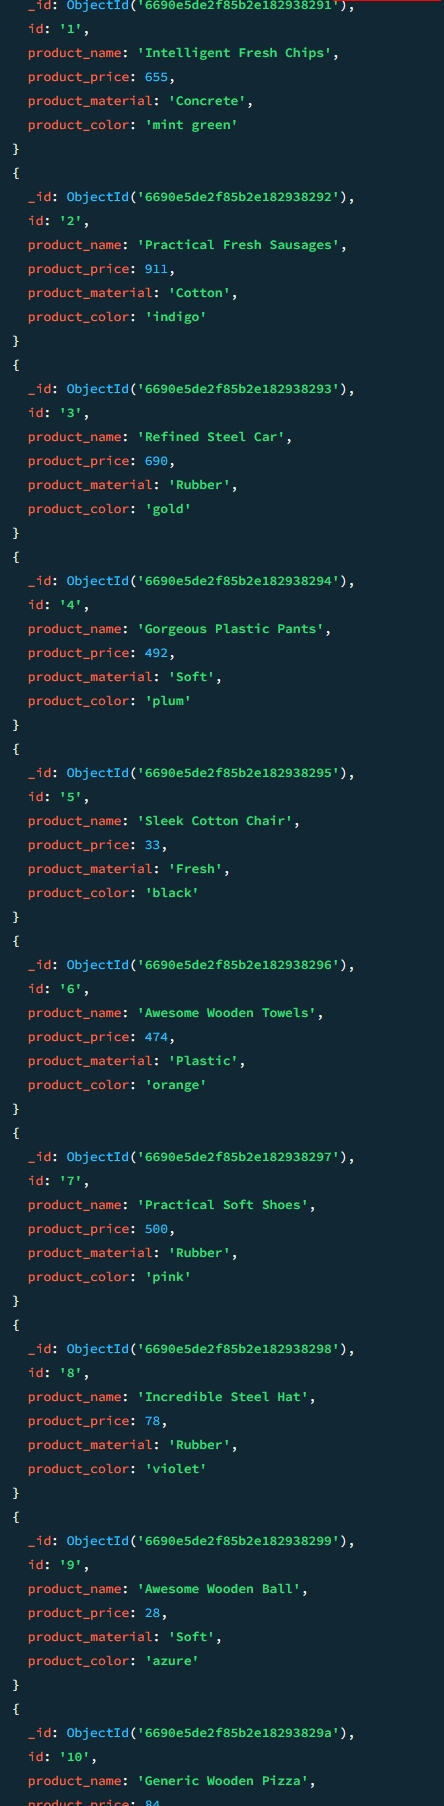 _id: ObjectId('6690e5de2f85b2e182938291'),
id: '1',
product_name: 'Intelligent Fresh Chips',
product_price: 655,
product_material: 'Concrete',
product_color: 'mint green'
}
{
_id: ObjectId('6690e5de2f85b2e182938292'),
id: '2',
product_name: 'Practical Fresh Sausages',
product_price: 911,
product_material: 'Cotton',
product_color: 'indigo'
}
{
_id: ObjectId('6690e5de2f85b2e182938293'),
id: '3',
product_name: 'Refined Steel Car',
product_price: 690,
product_material: 'Rubber',
product_color: 'gold'
}
{
_id: ObjectId('6690e5de2f85b2e182938294'),
id: '4',
product_name: 'Gorgeous Plastic Pants',
product_price: 492,
product_material: 'Soft',
product_color: 'plum'
}
{
_id: ObjectId('6690e5de2f85b2e182938295'),
id: '5',
product_name: 'Sleek Cotton Chair',
product_price: 33,
product_material: 'Fresh',
product_color: 'black'
}
{
_id: ObjectId('6690e5de2f85b2e182938296'),
id: '6',
product_name: 'Awesome Wooden Towels',
product_price: 474,
product_material: 'Plastic',
product_color: 'orange'
}
{
_id: ObjectId('6690e5de2f85b2e182938297'),
id: '7',
product_name: 'Practical Soft Shoes',
product_price: 500,
product_material: 'Rubber',
product_color: 'pink'
}
{
_id: ObjectId('6690e5de2f85b2e182938298'),
id: '8',
product_name: 'Incredible Steel Hat',
product_price: 78,
product_material: 'Rubber',
product_color: 'violet'
}
{
_id: ObjectId('6690e5de2f85b2e182938299'),
id: '9',
product_name: 'Awesome Wooden Ball',
product_price: 28,
product_material: 'Soft',
product_color: 'azure'
}
{
_id: ObjectId('6690e5de2f85b2e18293829a'),
id: '10',
product_name: 'Generic Wooden Pizza',
product_price: 84,